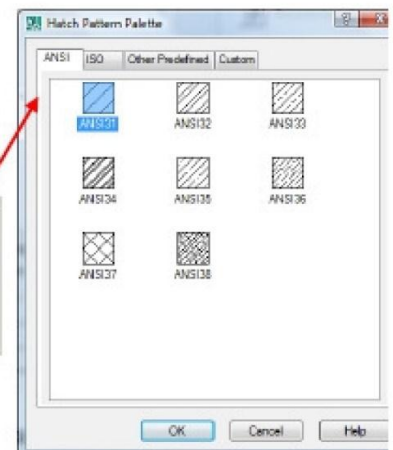 Hatch Pattern Palette
ANSI ISO Other Predefined Custom
ANSI31 ANSI32 ANSI33
ANSI34 ANSI35 ANSI36
ANSI37 ANSI38
OK Cancel Help